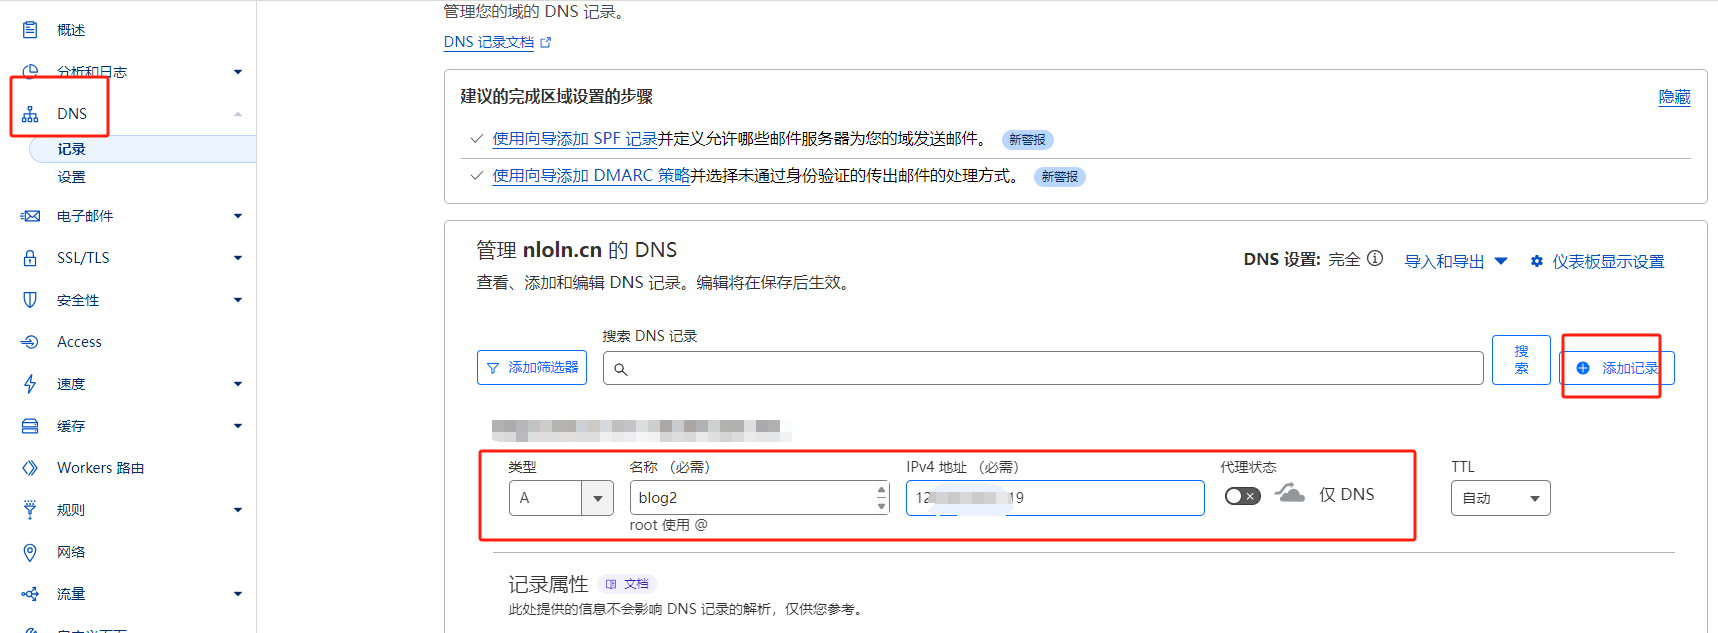 概述
分析和日志
DNS
记录
设置
电子邮件
SSL/TLS
安全性
Access
速度
缓存
Workers 路由
规则
网络
流量
管理您的域的 DNS 记录。
DNS 记录文档
建议的完成区域设置的步骤
隐藏
使用向导添加 SPF 记录并定义允许哪些邮件服务器为您的域发送邮件。 新警报
使用向导添加 DMARC 策略并选择未通过身份验证的传出邮件的处理方式。 新警报
管理 nloln.cn 的 DNS
DNS 设置: 完全 导入和导出 仪表板显示设置
查看、添加和编辑 DNS 记录。编辑将在保存后生效。
搜索 DNS 记录
添加筛选器
搜
索
添加记录
类型 名称 （必需） IPv4 地址 （必需） 代理状态 TTL
A blog2 12 19 仅 DNS 自动
root 使用 @
记录属性 文档
此处提供的信息不会影响 DNS 记录的解析，仅供您参考。